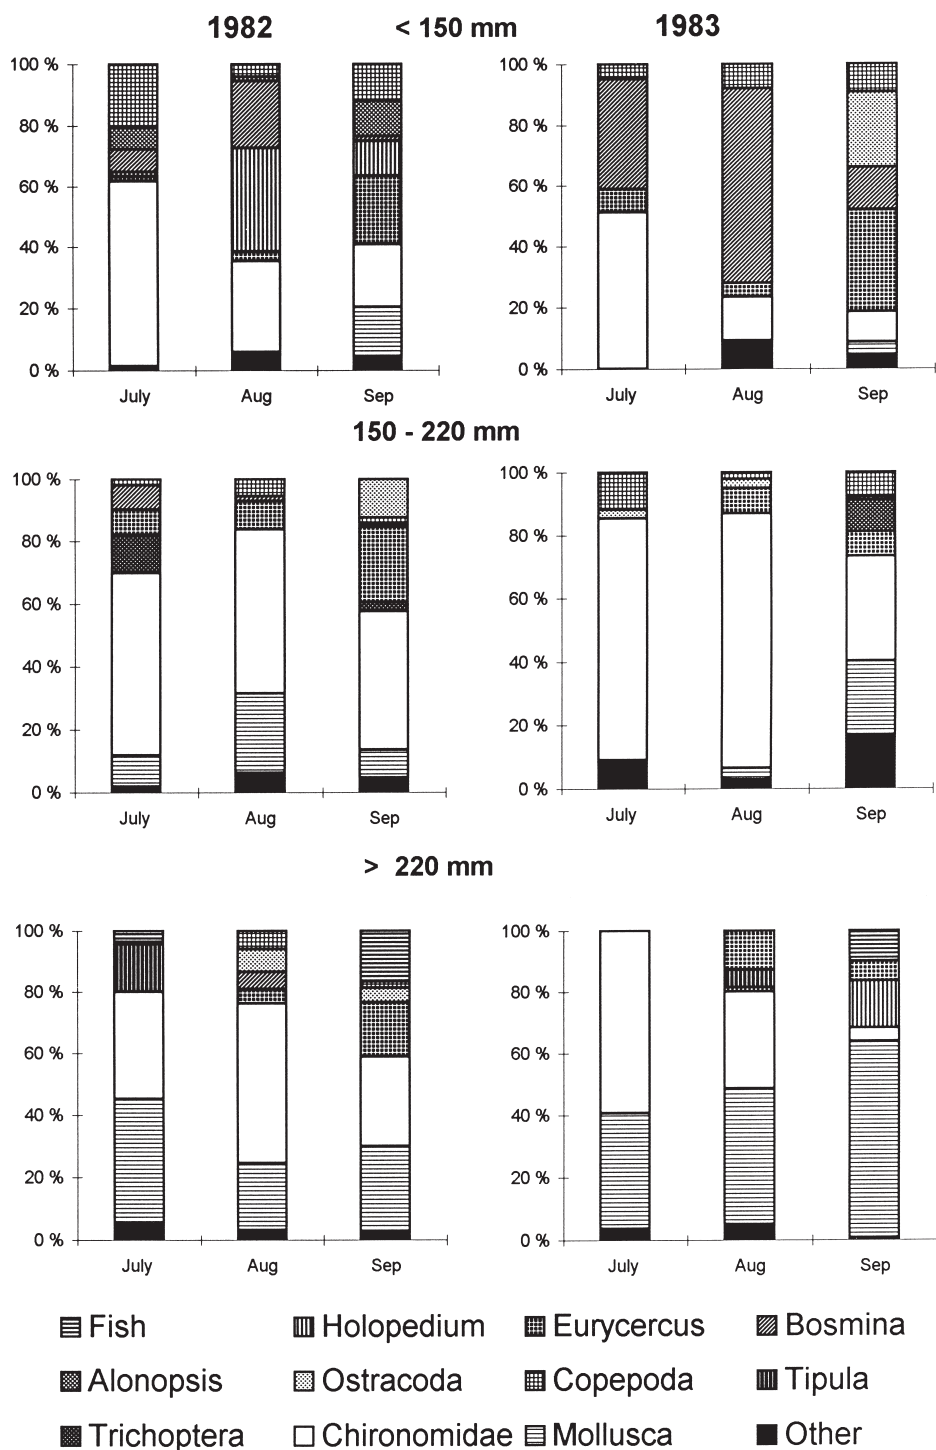 1982 < 150 mm 1983
100 % 100 %
80 % 80 %
60 % 60 %
40 % 40 %
20 % 20 %
0 % 0 %
July Aug Sep July Aug Sep
150 - 220 mm
100 % 100 %
80 % 80 %
60 % 60 %
40 % 40 %
20 % 20 %
0 % 0 %
July Aug Sep July Aug Sep
> 220 mm
100 % 100 %
80 % 80 %
60 % 60 %
40 % 40 %
20 % 20 %
0 % 0 %
July Aug Sep July Aug Sep
Fish Holopedium Eurycercus Bosmina
Alonopsis Ostracoda Copepoda Tipula
Trichoptera Chironomidae Mollusca Other